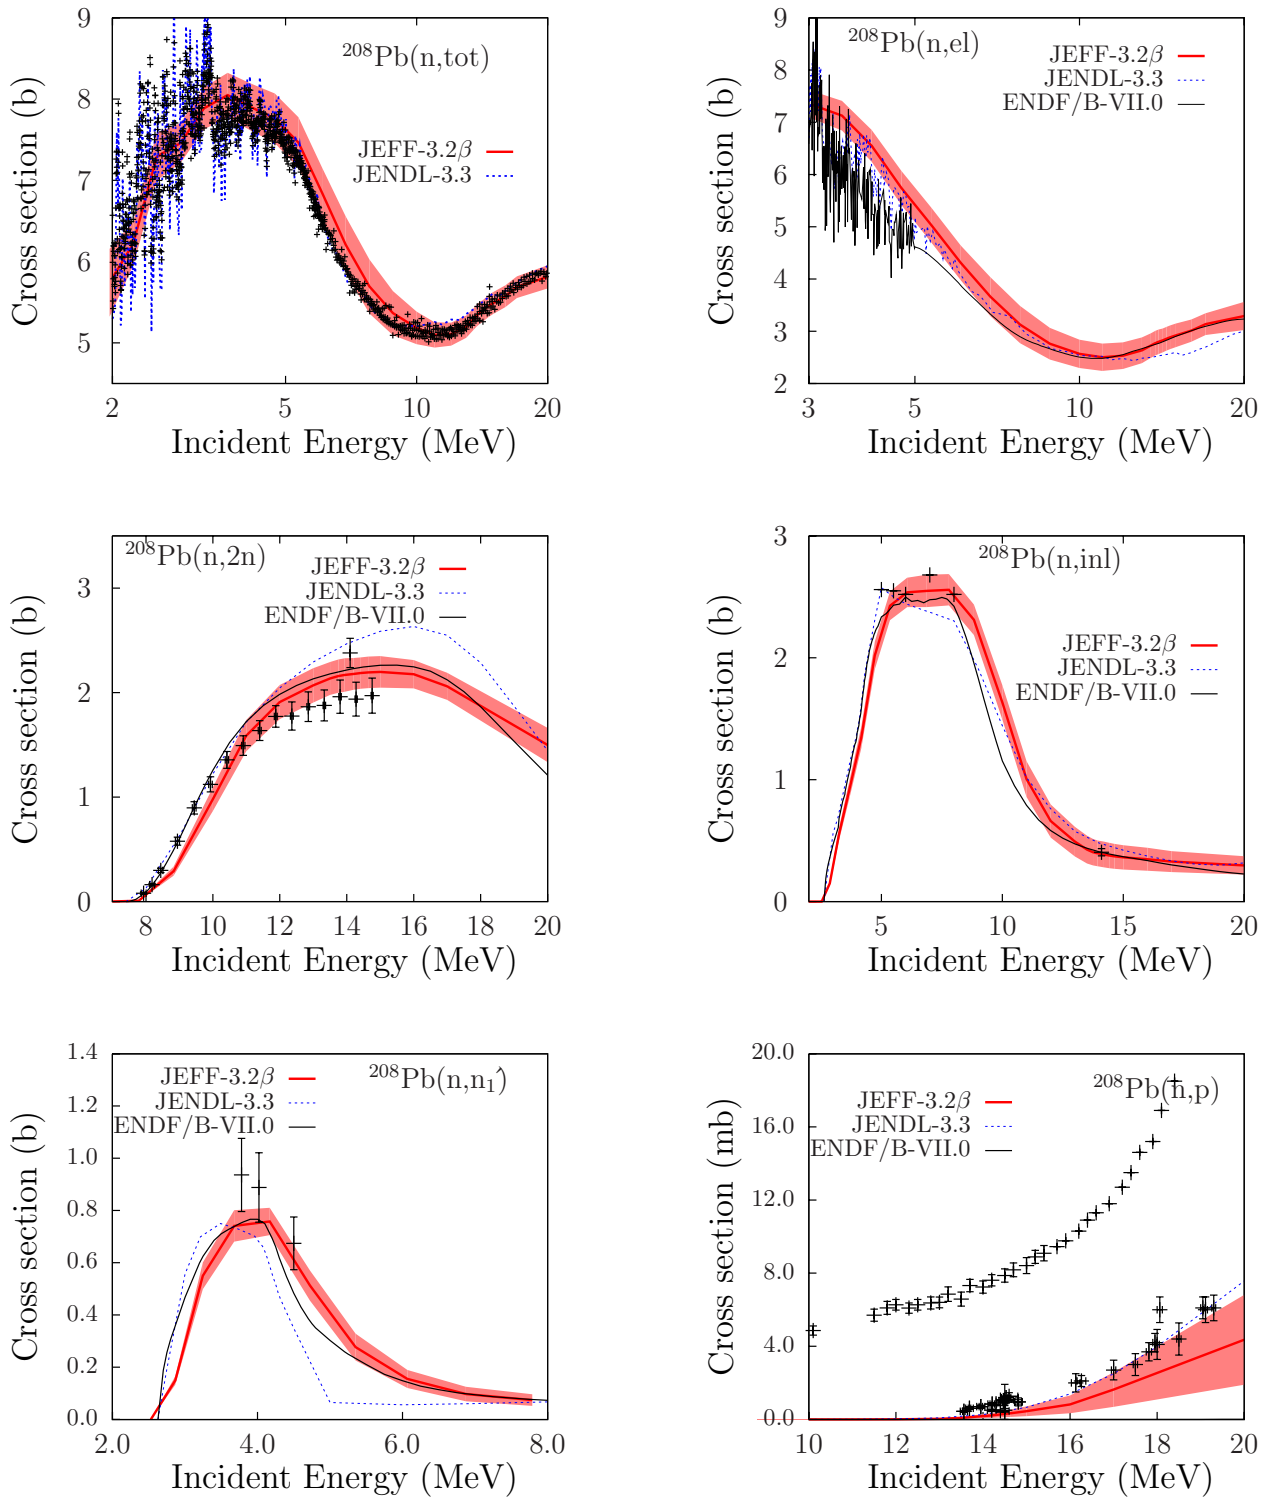 ²⁰⁸Pb(n,tot)
JEFF-3.2β
JENDL-3.3
Cross section (b)
9
8
7
6
5
2 5 10 20
Incident Energy (MeV)
²⁰⁸Pb(n,el)
JEFF-3.2β
JENDL-3.3
ENDF/B-VII.0
Cross section (b)
9
8
7
6
5
4
3
2
3 5 10 20
Incident Energy (MeV)
²⁰⁸Pb(n,2n)
JEFF-3.2β
JENDL-3.3
ENDF/B-VII.0
Cross section (b)
3
2
1
0
8 10 12 14 16 18 20
Incident Energy (MeV)
²⁰⁸Pb(n,inl)
JEFF-3.2β
JENDL-3.3
ENDF/B-VII.0
Cross section (b)
3
2
1
0
5 10 15 20
Incident Energy (MeV)
²⁰⁸Pb(n,n₁′)
JEFF-3.2β
JENDL-3.3
ENDF/B-VII.0
Cross section (b)
1.4
1.2
1.0
0.8
0.6
0.4
0.2
0.0
2.0 4.0 6.0 8.0
Incident Energy (MeV)
²⁰⁸Pb(n,p)
JEFF-3.2β
JENDL-3.3
ENDF/B-VII.0
Cross section (mb)
20.0
16.0
12.0
8.0
4.0
0.0
10 12 14 16 18 20
Incident Energy (MeV)